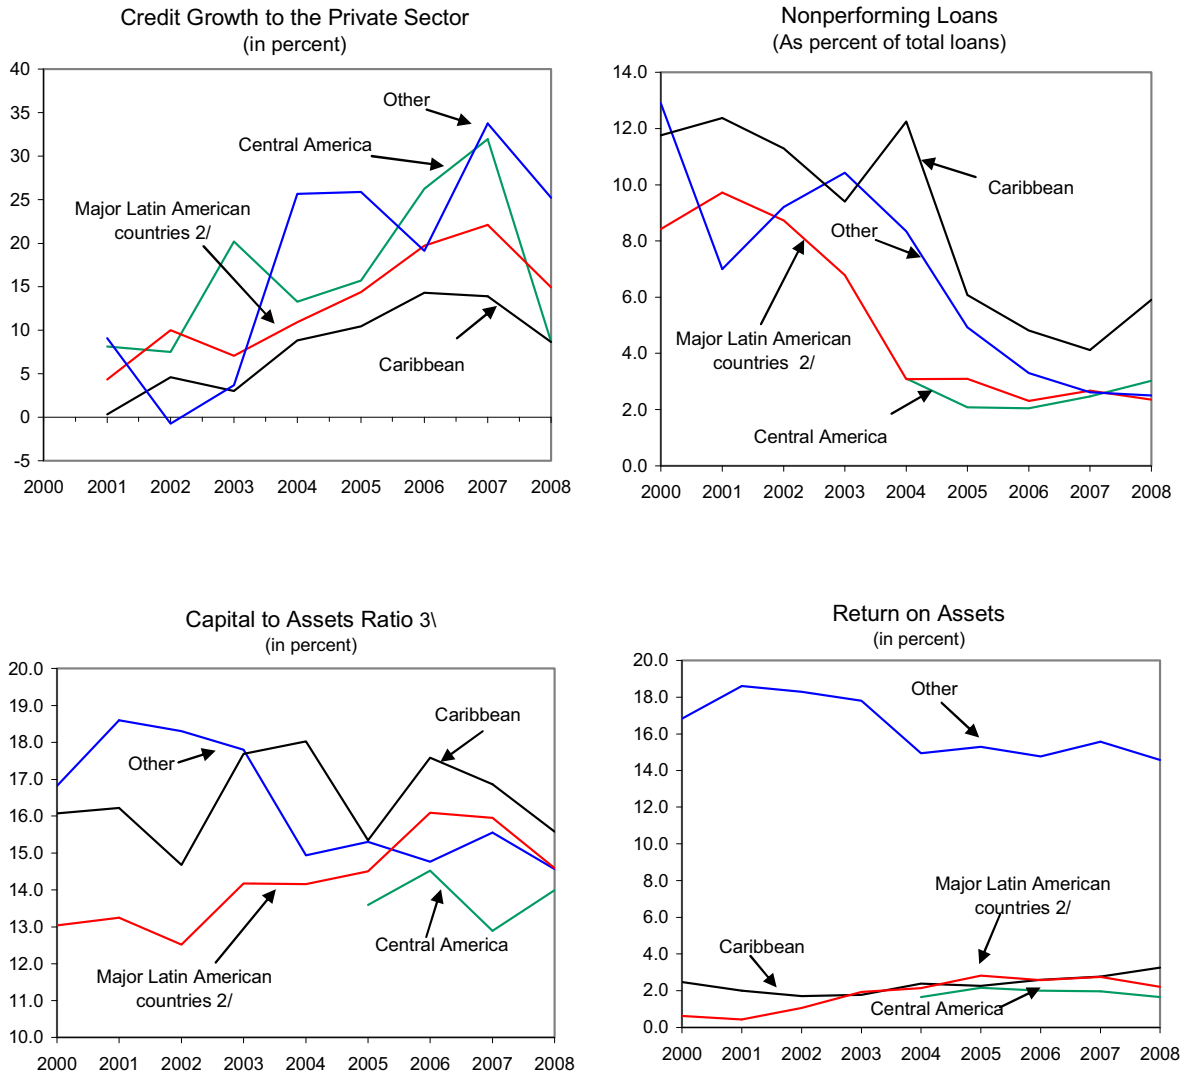 Credit Growth to the Private Sector
(in percent)
40
35
30
25
20
15
10
5
0
-5
Other
Central America
Major Latin American
countries 2/
Caribbean
2000 2001 2002 2003 2004 2005 2006 2007 2008
Nonperforming Loans
(As percent of total loans)
14.0
12.0
10.0
8.0
6.0
4.0
2.0
0.0
Caribbean
Other
Major Latin American
countries 2/
Central America
2000 2001 2002 2003 2004 2005 2006 2007 2008
Capital to Assets Ratio 3\
(in percent)
20.0
19.0
18.0
17.0
16.0
15.0
14.0
13.0
12.0
11.0
10.0
Caribbean
Other
Central America
Major Latin American
countries 2/
2000 2001 2002 2003 2004 2005 2006 2007 2008
Return on Assets
(in percent)
20.0
18.0
16.0
14.0
12.0
10.0
8.0
6.0
4.0
2.0
0.0
Other
Major Latin American
countries 2/
Caribbean
Central America
2000 2001 2002 2003 2004 2005 2006 2007 2008